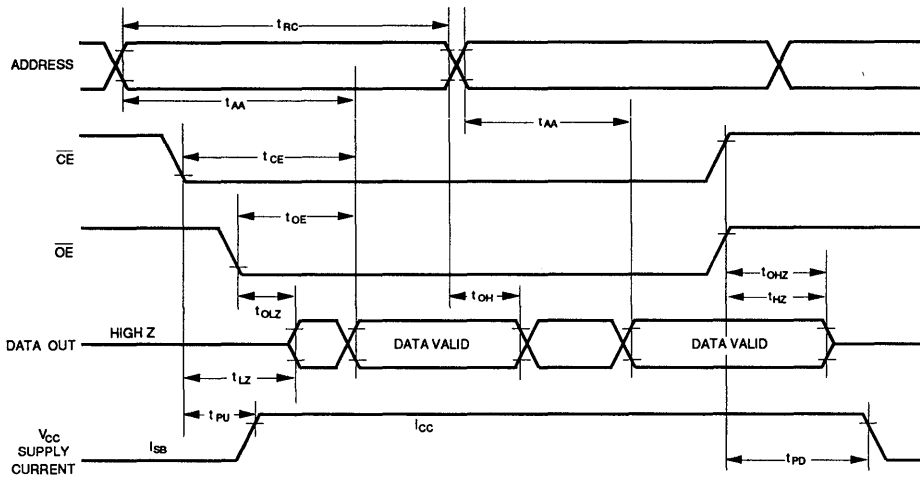 tRC
ADDRESS
tAA
tAA
CE
tCE
tOE
OE
tOHZ
tOLZ
tOH
tHZ
HIGH Z
DATA OUT
DATA VALID
DATA VALID
tLZ
tPU
ICC
VCC
SUPPLY
CURRENT
ISB
tPD